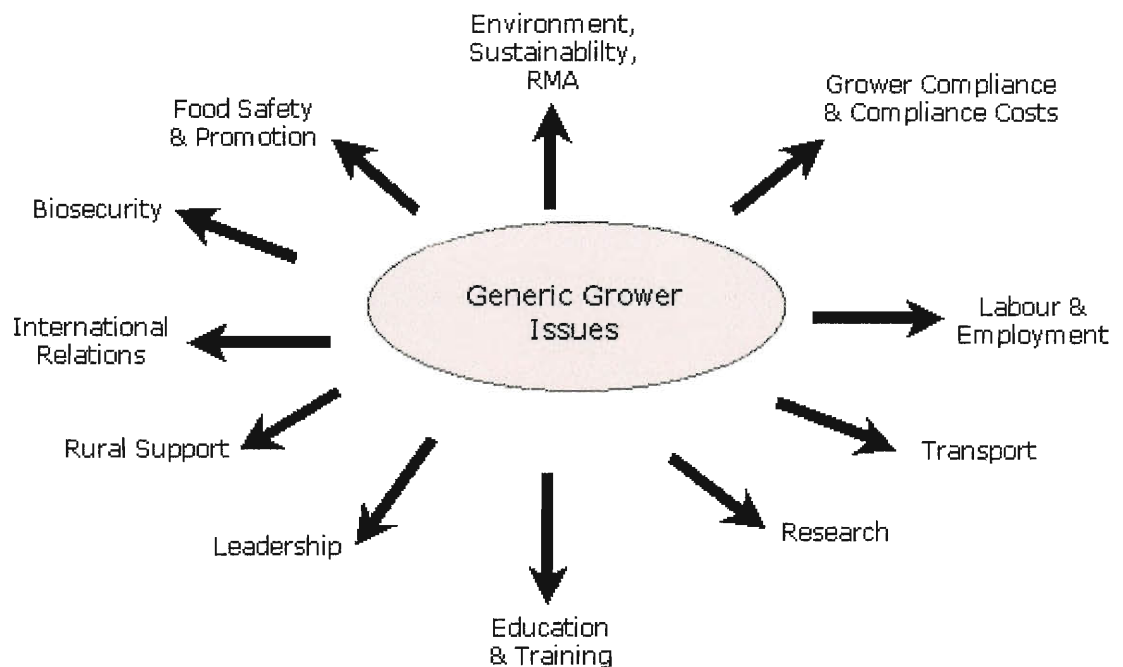 Environment,
Sustainablilty,
RMA
Grower Compliance
& Compliance Costs
Food Safety
& Promotion
Biosecurity
Generic Grower
Issues
International
Relations
Labour &
Employment
Rural Support
Transport
Leadership
Research
Education
& Training